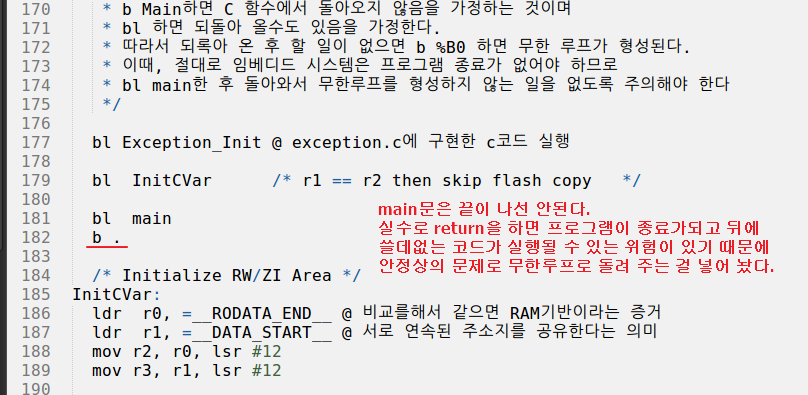 170 * b Main하면 C 함수에서 돌아오지 않음을 가정하는 것이며
171 * bl 하면 되돌아 올수도 있음을 가정한다.
172 * 따라서 되록아 온 후 할 일이 없으면 b %B0 하면 무한 루프가 형성된다.
173 * 이때, 절대로 임베디드 시스템은 프로그램 종료가 없어야 하므로
174 * bl main한 후 돌아와서 무한루프를 형성하지 않는 일을 없도록 주의해야 한다
175 */
176
177 bl Exception_Init @ exception.c에 구현한 c코드 실행
178
179 bl InitCVar /* r1 == r2 then skip flash copy */
180
181 bl main
182 b .
main문은 끝이 나선 안된다.
실수로 return을 하면 프로그램이 종료가되고 뒤에
쓸데없는 코드가 실행될 수 있는 위험이 있기 때문에
안정상의 문제로 무한루프로 돌려 주는 걸 넣어 놨다.
183
184 /* Initialize RW/ZI Area */
185 InitCVar:
186 ldr r0, =__RODATA_END__ @ 비교를해서 같으면 RAM기반이라는 증거
187 ldr r1, =__DATA_START__ @ 서로 연속된 주소지를 공유한다는 의미
188 mov r2, r0, lsr #12
189 mov r3, r1, lsr #12
190